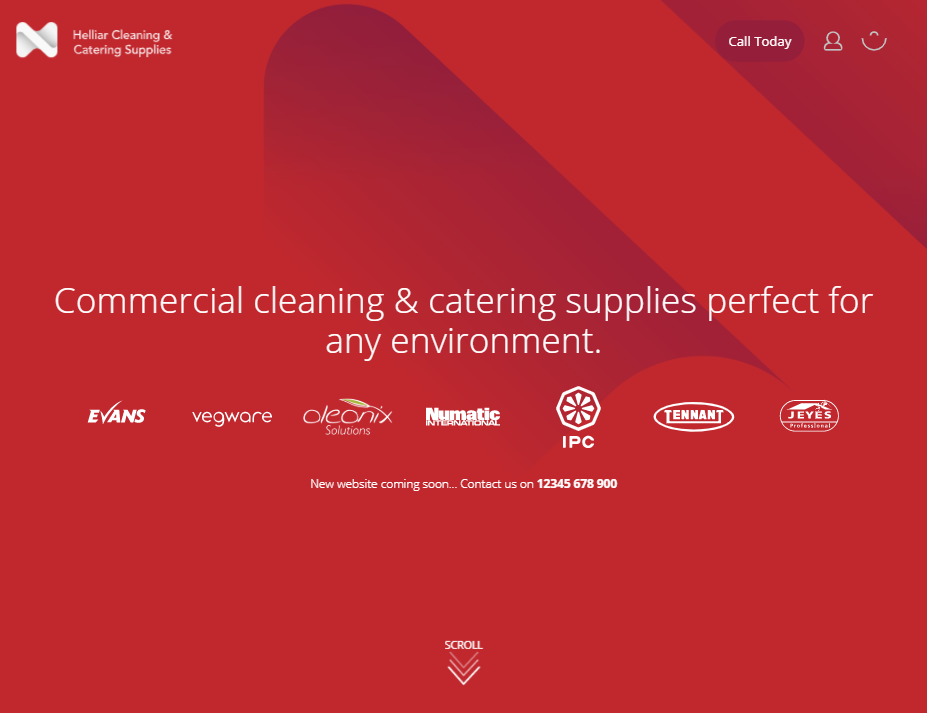 Helliar Cleaning &
Catering Supplies
Call Today
Commercial cleaning & catering supplies perfect for
any environment.
EVANS
vegware
oleonix
Solutions
Numatic
INTERNATIONAL
IPC
TENNANT
JEYES
Professional
New website coming soon... Contact us on 12345 678 900
SCROLL